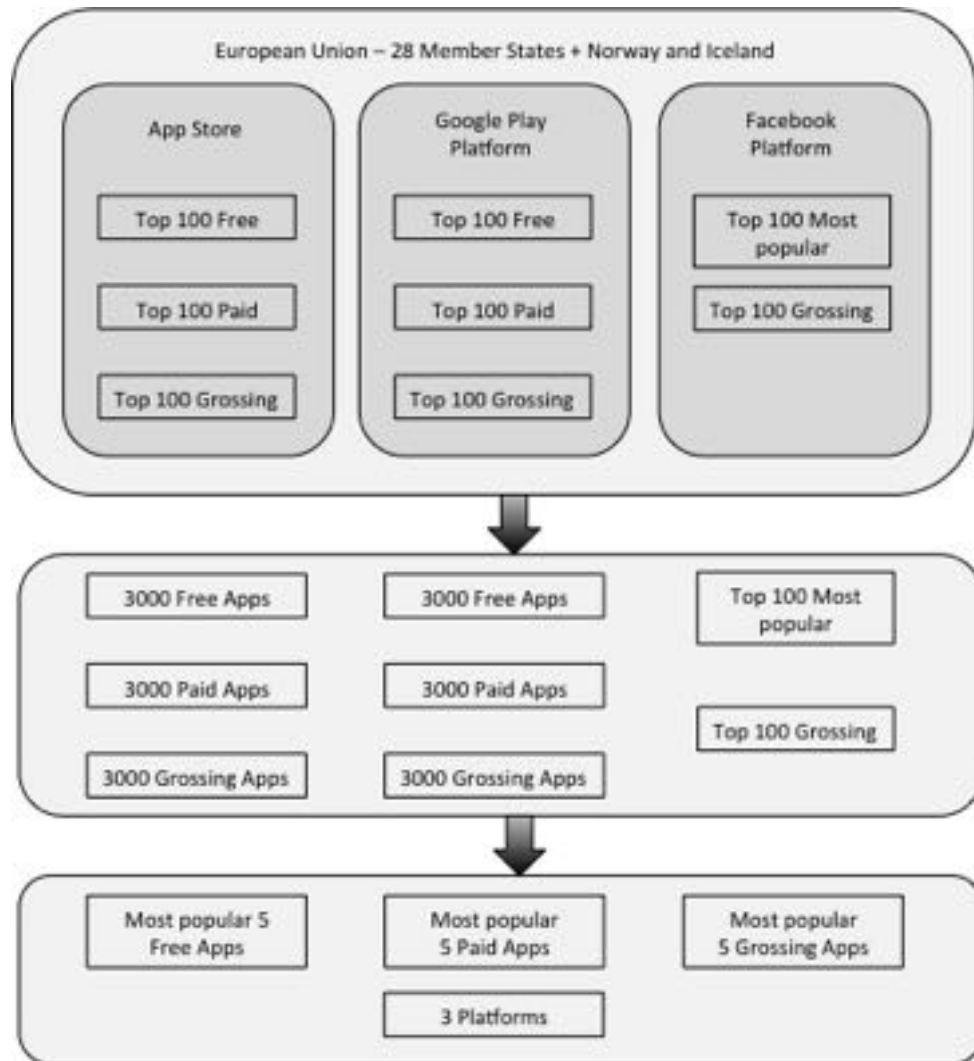 European Union – 28 Member States + Norway and Iceland
App Store
Top 100 Free
Top 100 Paid
Top 100 Grossing
Google Play
Platform
Top 100 Free
Top 100 Paid
Top 100 Grossing
Facebook
Platform
Top 100 Most
popular
Top 100 Grossing
3000 Free Apps
3000 Paid Apps
3000 Grossing Apps
3000 Free Apps
3000 Paid Apps
3000 Grossing Apps
Top 100 Most
popular
Top 100 Grossing
Most popular 5
Free Apps
Most popular
5 Paid Apps
Most popular
5 Grossing Apps
3 Platforms